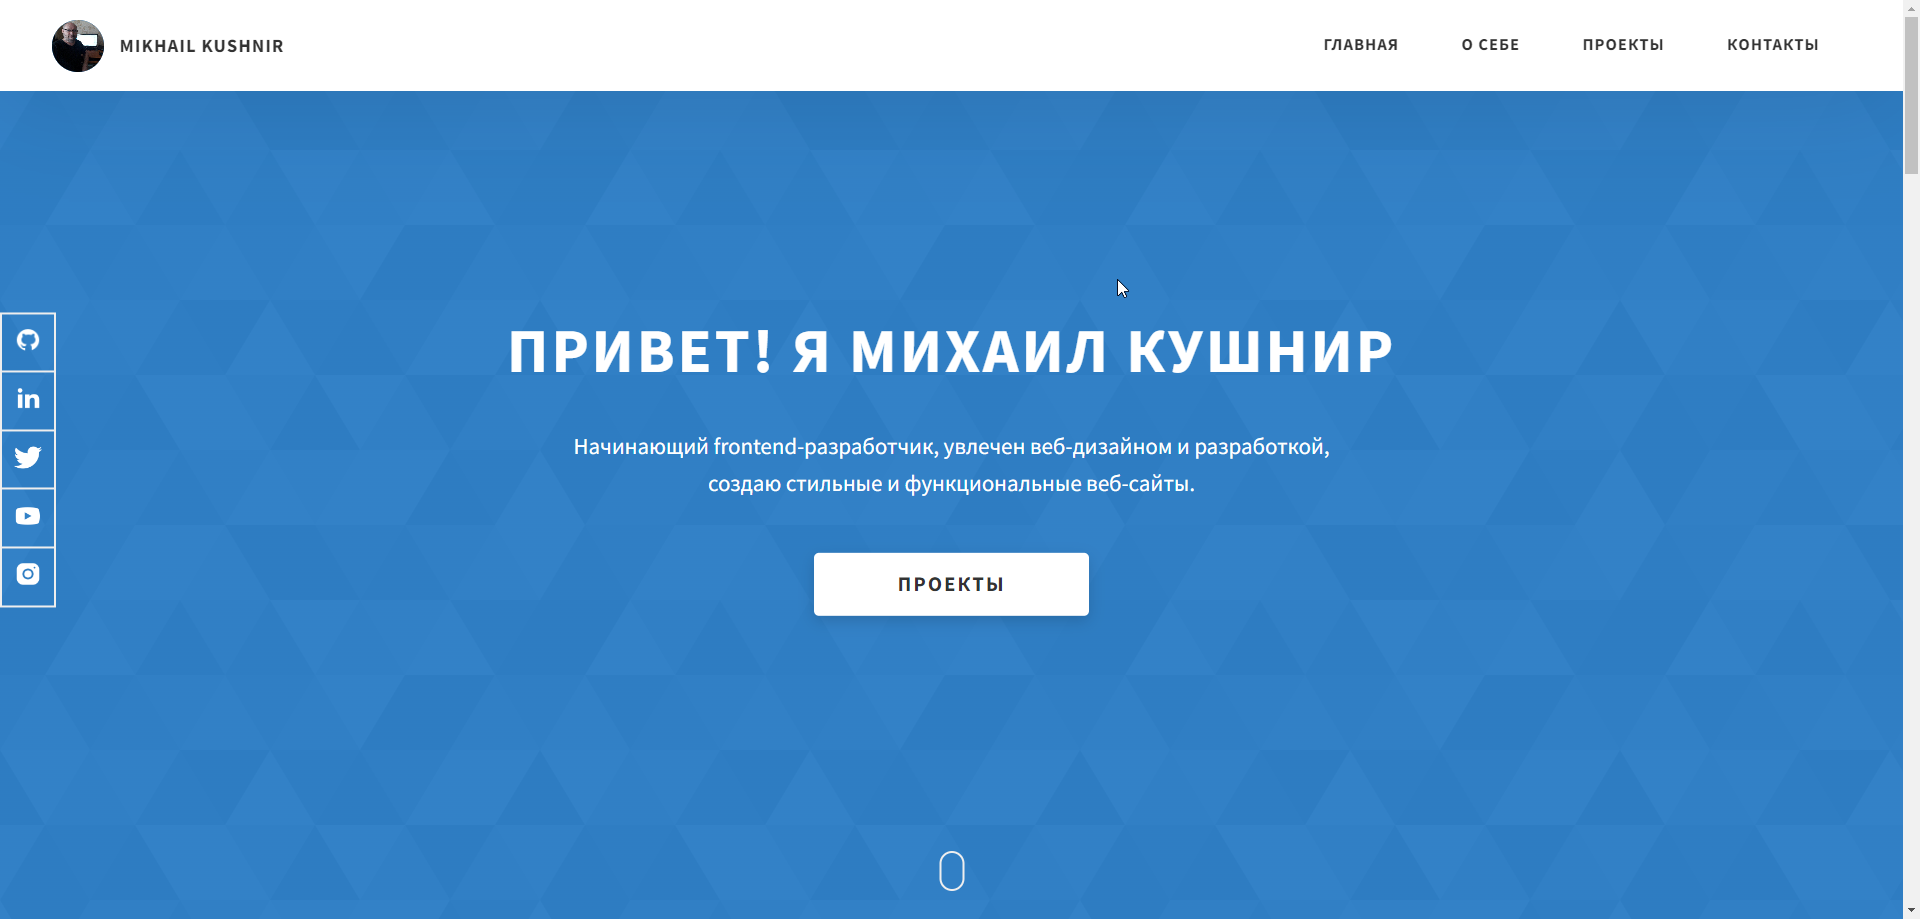 MIKHAIL KUSHNIR
ГЛАВНАЯ
О СЕБЕ
ПРОЕКТЫ
КОНТАКТЫ
ПРИВЕТ! Я МИХАИЛ КУШНИР
Начинающий frontend-разработчик, увлечен веб-дизайном и разработкой,
создаю стильные и функциональные веб-сайты.
ПРОЕКТЫ